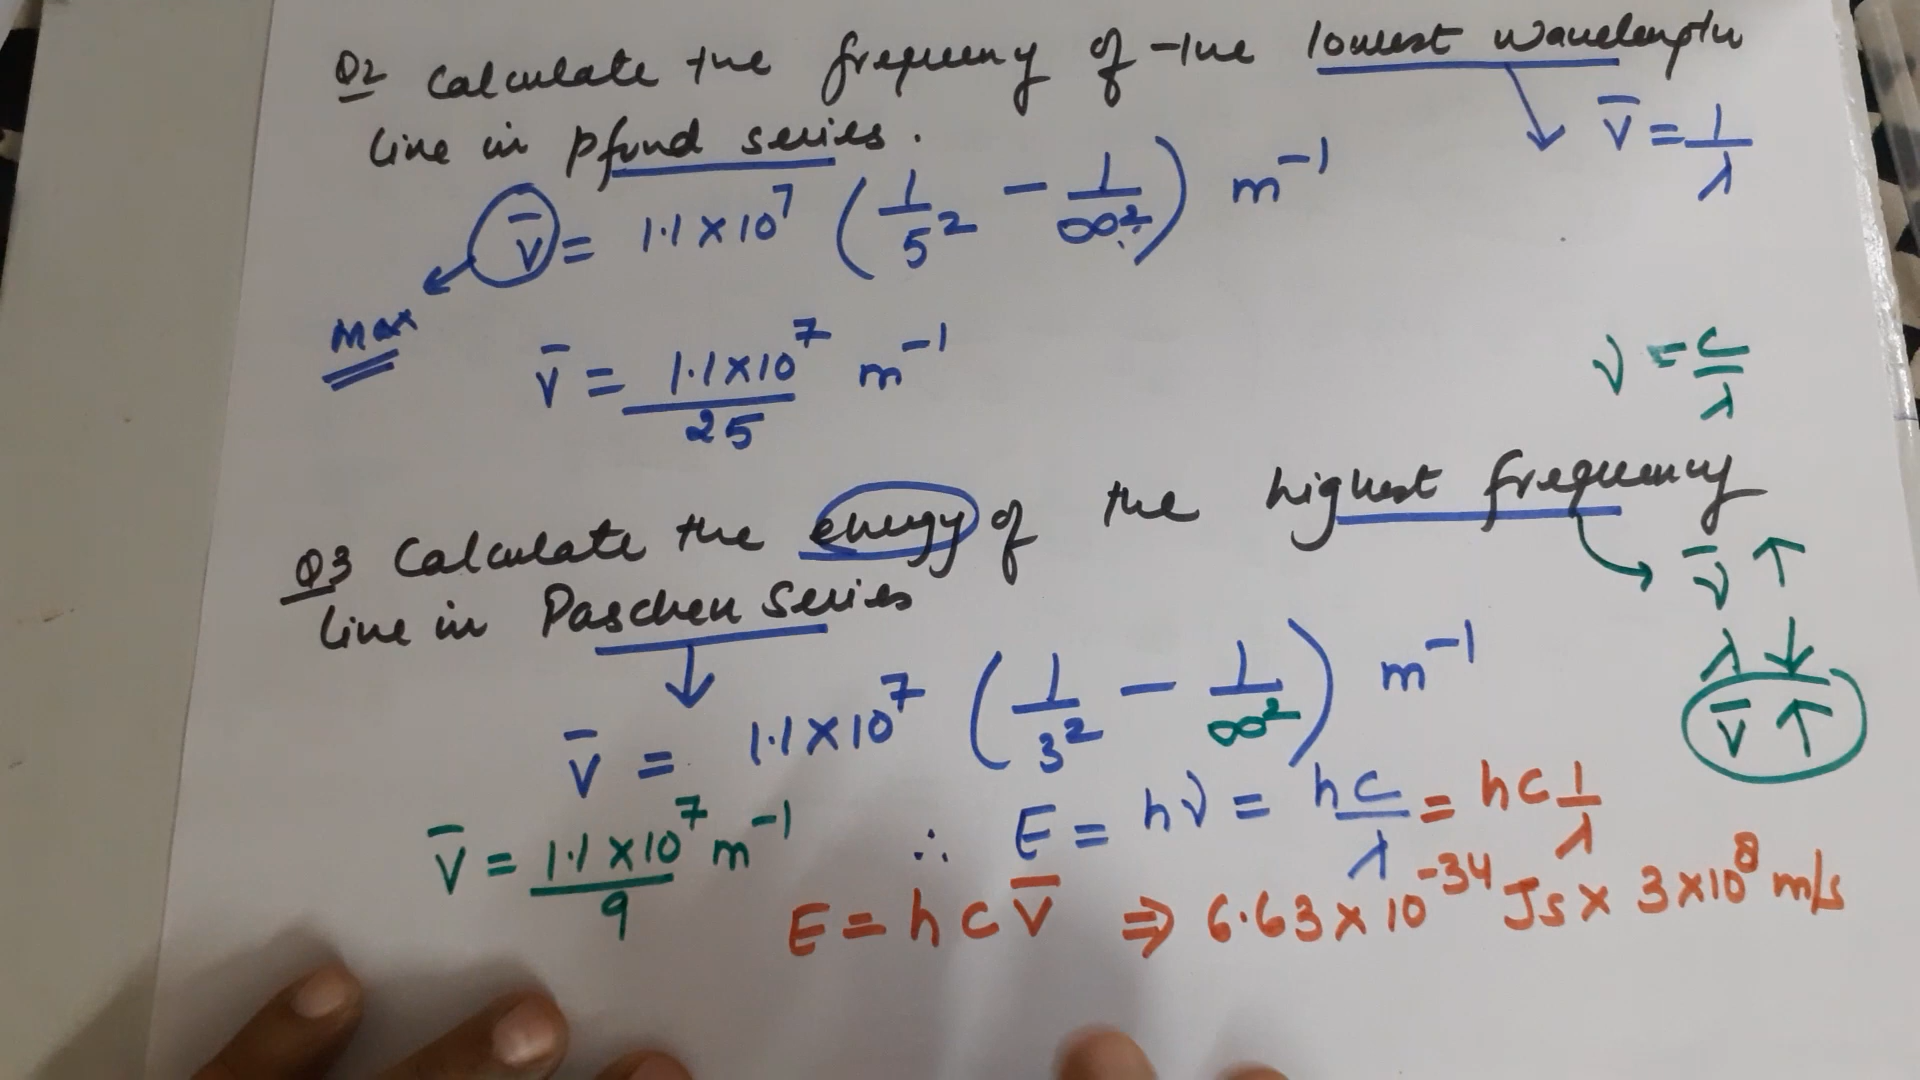 Q2 Calculate the frequency of the lowest wavelength
line in pfund series.
ν̄ = 1/λ
ν̄ = 1.1×10⁷ (1/5² − 1/∞²) m⁻¹
max
ν̄ = 1.1×10⁷/25 m⁻¹
ν = c/λ
Q3 Calculate the energy of the highest frequency
line in Paschen Series
ν̄ ↑
λ ↓
ν̄ ↑
ν̄ = 1.1×10⁷ (1/3² − 1/∞²) m⁻¹
ν̄ = 1.1×10⁷/9 m⁻¹
∴ E = hν = hc/λ = hc 1/λ
E = hcν̄ ⇒ 6.63×10⁻³⁴ Js × 3×10⁸ m/s